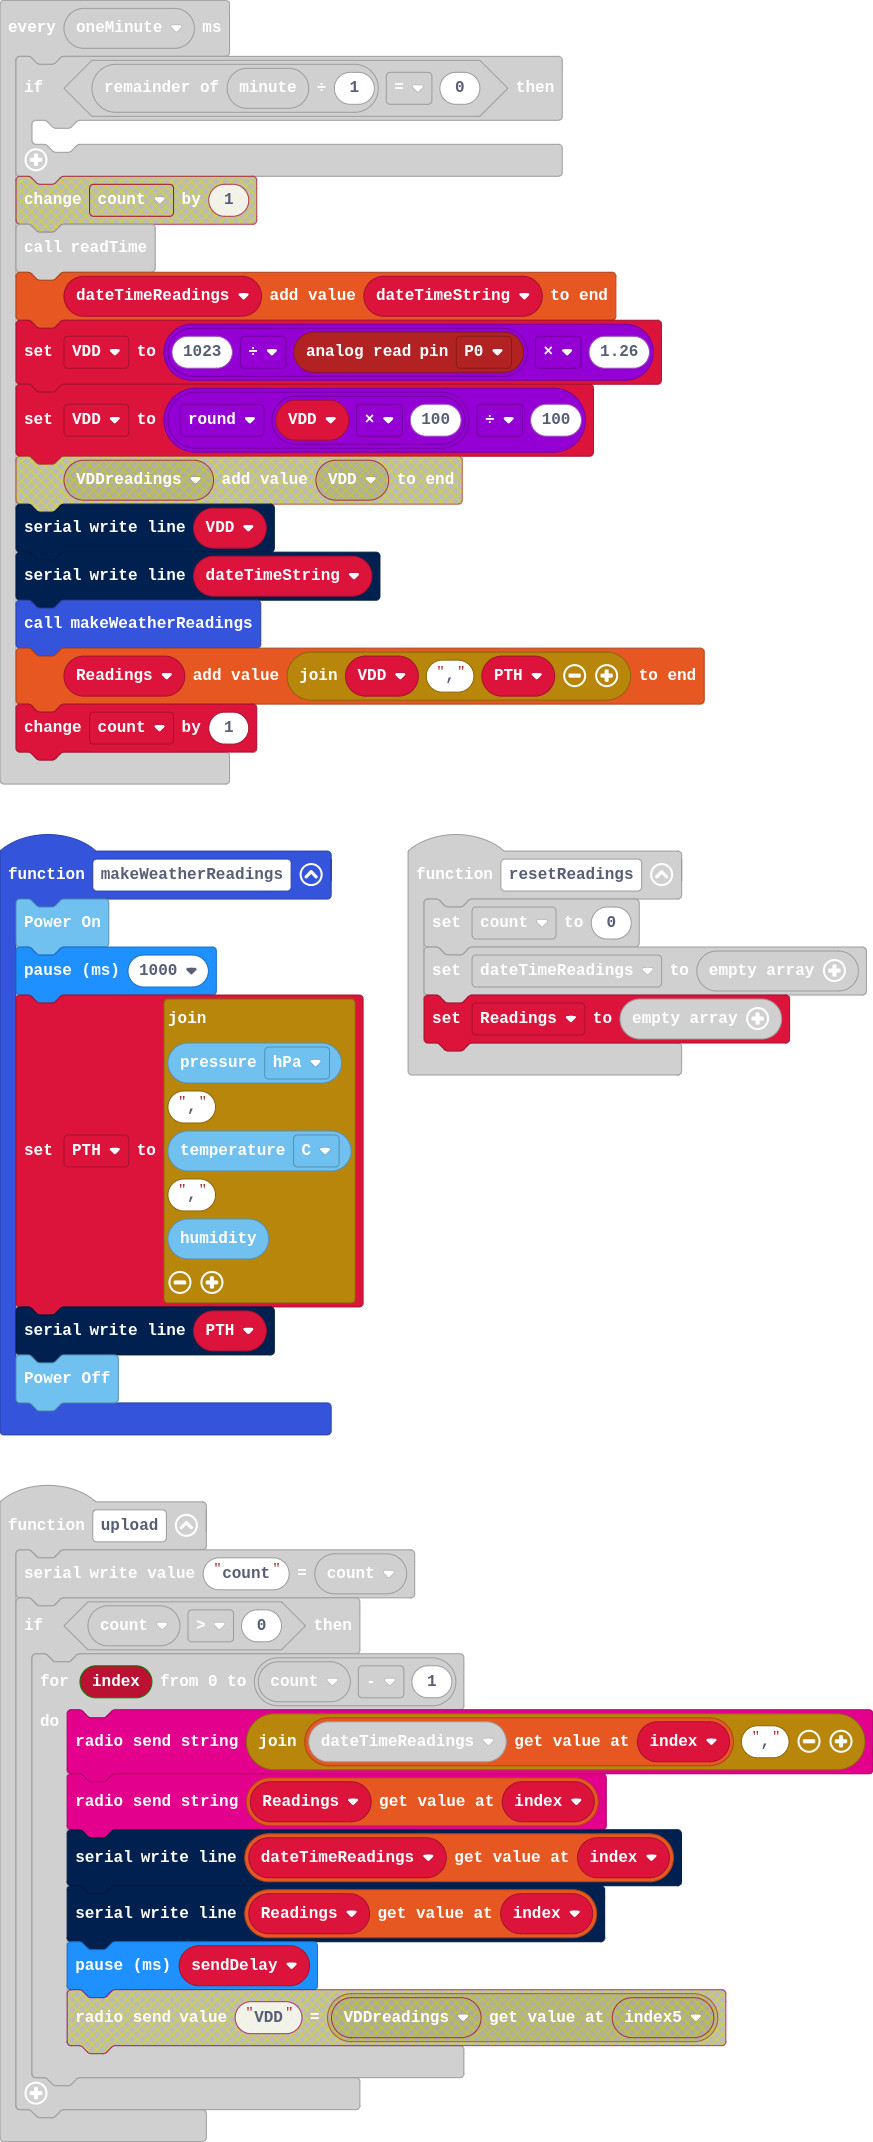 every oneMinute ms
if remainder of minute ÷ 1 = 0 then
change count by 1
call readTime
dateTimeReadings add value dateTimeString to end
set VDD to 1023 ÷ analog read pin P0 × 1.26
set VDD to round VDD × 100 ÷ 100
VDDreadings add value VDD to end
serial write line VDD
serial write line dateTimeString
call makeWeatherReadings
Readings add value join VDD "," PTH to end
change count by 1
function makeWeatherReadings
Power On
pause (ms) 1000
join
pressure hPa
","
temperature C
set PTH to
","
humidity
serial write line PTH
Power Off
function resetReadings
set count to 0
set dateTimeReadings to empty array
set Readings to empty array
function upload
serial write value "count" = count
if count > 0 then
for index from 0 to count - 1
do
radio send string join dateTimeReadings get value at index ","
radio send string Readings get value at index
serial write line dateTimeReadings get value at index
serial write line Readings get value at index
pause (ms) sendDelay
radio send value "VDD" = VDDreadings get value at index5